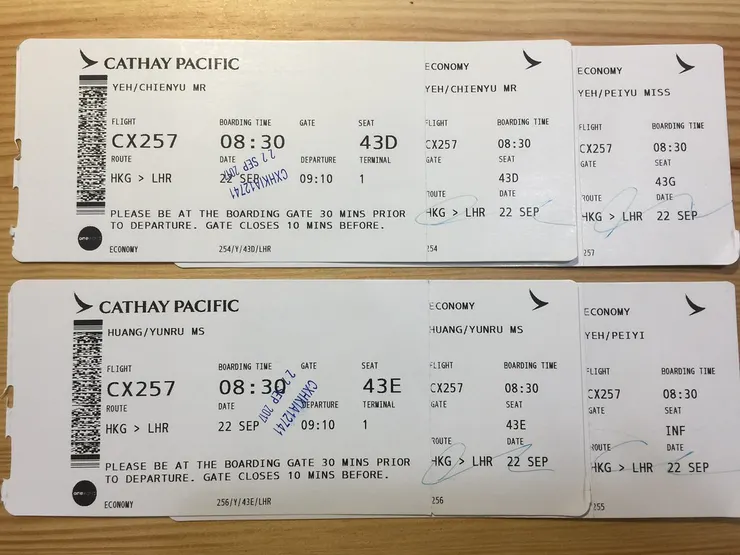 CATHAY PACIFIC
YEH/CHIENYU MR
FLIGHT BOARDING TIME GATE SEAT
CX257 08:30 43D
ROUTE DATE DEPARTURE TERMINAL
HKG > LHR 22 SEP 09:10 1
22 SEP 2017
CXHKIA12741
PLEASE BE AT THE BOARDING GATE 30 MINS PRIOR
TO DEPARTURE. GATE CLOSES 10 MINS BEFORE.
ECONOMY 254/Y/43D/LHR
ECONOMY
YEH/CHIENYU MR
FLIGHT BOARDING TIME
CX257 08:30
GATE SEAT
43D
ROUTE DATE
HKG > LHR 22 SEP
254
ECONOMY
YEH/PEIYU MISS
FLIGHT BOARDING TIME
CX257 08:30
GATE SEAT
43G
ROUTE DATE
HKG > LHR 22 SEP
257
CATHAY PACIFIC
HUANG/YUNRU MS
FLIGHT BOARDING TIME GATE SEAT
CX257 08:30 43E
ROUTE DATE DEPARTURE TERMINAL
HKG > LHR 22 SEP 09:10 1
22 SEP 2017
CXHKIA12741
PLEASE BE AT THE BOARDING GATE 30 MINS PRIOR
TO DEPARTURE. GATE CLOSES 10 MINS BEFORE.
ECONOMY 256/Y/43E/LHR
ECONOMY
HUANG/YUNRU MS
FLIGHT BOARDING TIME
CX257 08:30
GATE SEAT
43E
ROUTE DATE
HKG > LHR 22 SEP
256
ECONOMY
YEH/PEIYI
FLIGHT BOARDING TIME
CX257 08:30
GATE SEAT
INF
ROUTE DATE
HKG > LHR 22 SEP
255